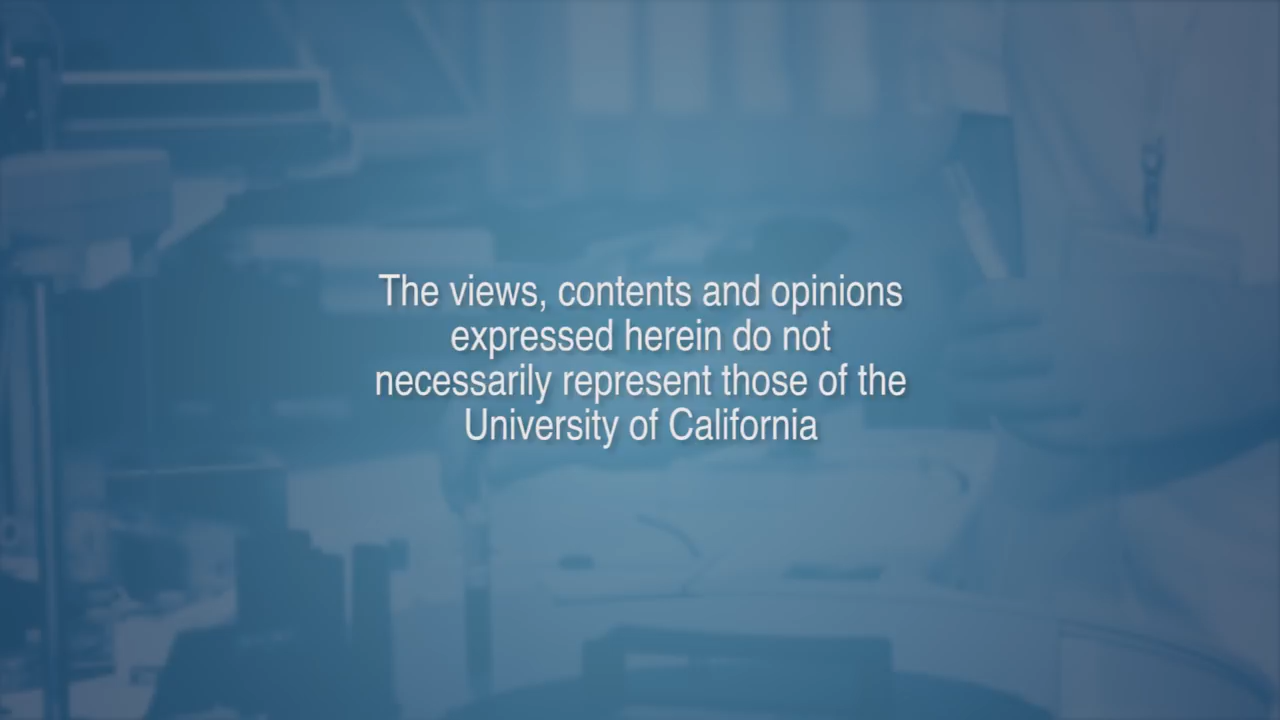 The views, contents and opinions
expressed herein do not
necessarily represent those of the
University of California